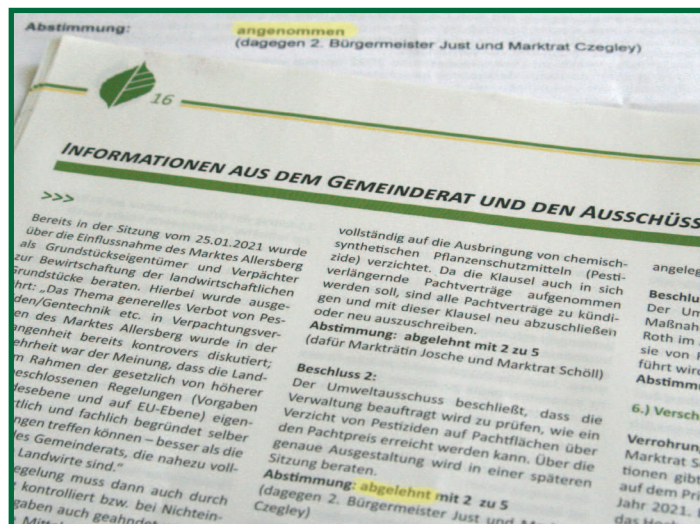 Abstimmung: angenommen
(dagegen 2. Bürgermeister Just und Marktrat Czegley)
16
INFORMATIONEN AUS DEM GEMEINDERAT UND DEN AUSSCHÜSS
>>>
Bereits in der Sitzung vom 25.01.2021 wurde
über die Einflussnahme des Marktes Allersberg
als Grundstückseigentümer und Verpächter
zur Bewirtschaftung der landwirtschaftlichen
Grundstücke beraten. Hierbei wurde ausge-
hrt: „Das Thema generelles Verbot von Pes-
den/Gentechnik etc. in Verpachtungsver-
en des Marktes Allersberg wurde in der
angenheit bereits kontrovers diskutiert;
ehrheit war der Meinung, dass die Land-
m Rahmen der gesetzlich von höherer
eschlossenen Regelungen (Vorgaben
desebene und auf EU-Ebene) eigen-
tlich und fachlich begründet selber
ngen treffen können – besser als die
des Gemeinderats, die nahezu voll-
Landwirte sind.“
egelung muss dann auch durch
kontrolliert bzw. bei Nichtein-
gaben auch geahndet
vollständig auf die Ausbringung von chemisch-
synthetischen Pflanzenschutzmitteln (Pesti-
zide) verzichtet. Da die Klausel auch in sich
verlängernde Pachtverträge aufgenommen
werden soll, sind alle Pachtverträge zu kündi-
gen und mit dieser Klausel neu abzuschließen
oder neu auszuschreiben.
Abstimmung: abgelehnt mit 2 zu 5
(dafür Markträtin Josche und Marktrat Schöll)
Beschluss 2:
Der Umweltausschuss beschließt, dass die
Verwaltung beauftragt wird zu prüfen, wie ein
Verzicht von Pestiziden auf Pachtflächen über
den Pachtpreis erreicht werden kann. Über die
genaue Ausgestaltung wird in einer späteren
Sitzung beraten.
Abstimmung: abgelehnt mit 2 zu 5
(dagegen 2. Bürgermeister Just und
Czegley)
angeleg
Beschlu
Der Um
Maßnah
Roth im
sie von
führt wird
Abstimm
6.) Versch
Verrohrun
Marktrat S
tionen gibt
auf dem Po
Jahr 2021.